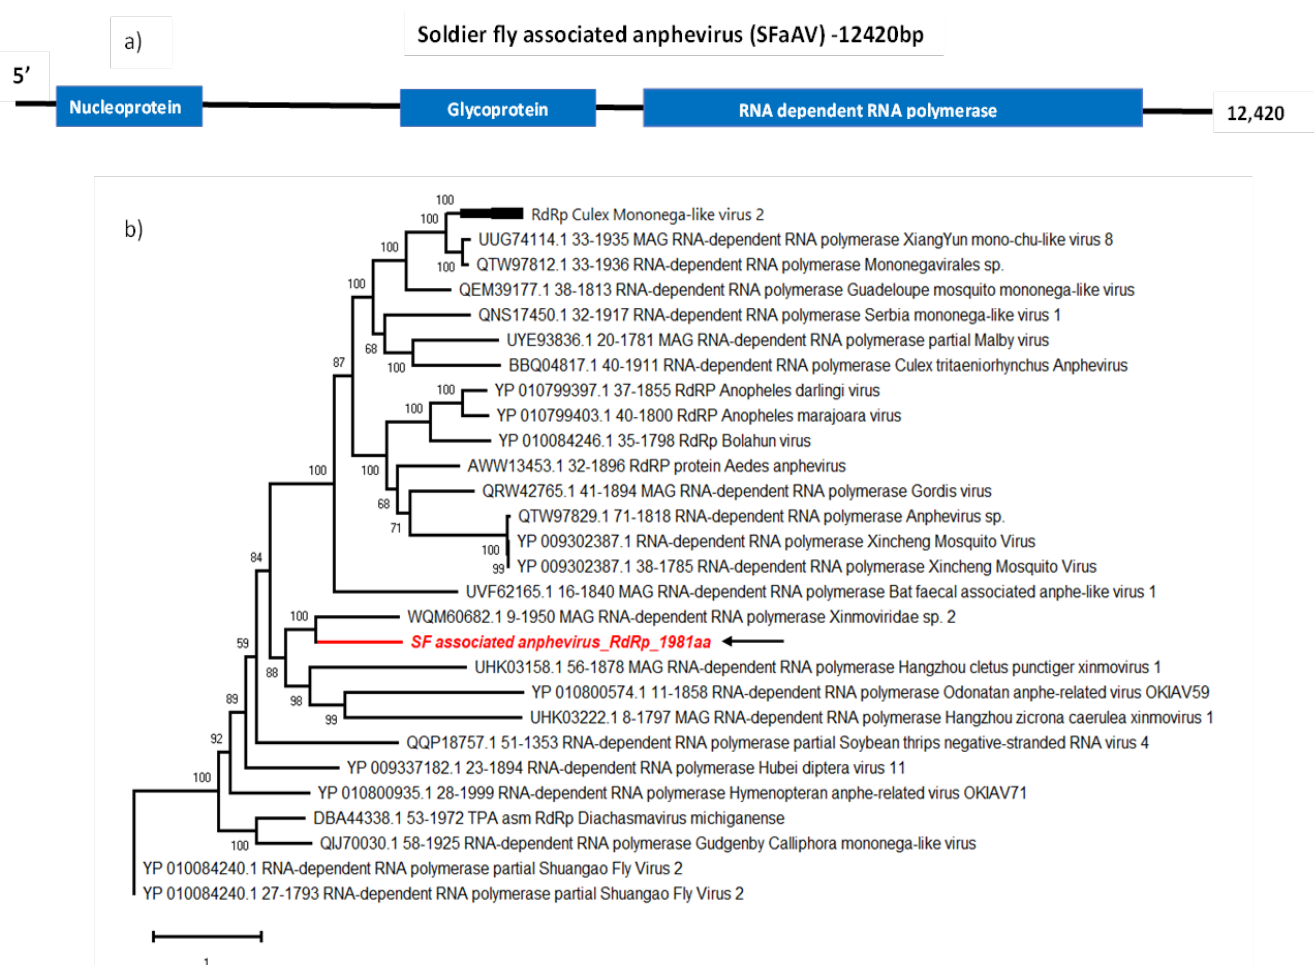 a)
Soldier fly associated anphevirus (SFaAV) -12420bp
5’
Nucleoprotein
Glycoprotein
RNA dependent RNA polymerase
12,420
b)
100
RdRp Culex Mononega-like virus 2
100
UUG74114.1 33-1935 MAG RNA-dependent RNA polymerase XiangYun mono-chu-like virus 8
100
100
QTW97812.1 33-1936 RNA-dependent RNA polymerase Mononegavirales sp.
100
QEM39177.1 38-1813 RNA-dependent RNA polymerase Guadeloupe mosquito mononega-like virus
QNS17450.1 32-1917 RNA-dependent RNA polymerase Serbia mononega-like virus 1
68
UYE93836.1 20-1781 MAG RNA-dependent RNA polymerase partial Malby virus
87
100
BBQ04817.1 40-1911 RNA-dependent RNA polymerase Culex tritaeniorhynchus Anphevirus
100
YP 010799397.1 37-1855 RdRP Anopheles darlingi virus
100
YP 010799403.1 40-1800 RdRP Anopheles marajoara virus
YP 010084246.1 35-1798 RdRp Bolahun virus
100
100
AWW13453.1 32-1896 RdRP protein Aedes anphevirus
QRW42765.1 41-1894 MAG RNA-dependent RNA polymerase Gordis virus
68
QTW97829.1 71-1818 RNA-dependent RNA polymerase Anphevirus sp.
71
YP 009302387.1 RNA-dependent RNA polymerase Xincheng Mosquito Virus
100
YP 009302387.1 38-1785 RNA-dependent RNA polymerase Xincheng Mosquito Virus
99
84
UVF62165.1 16-1840 MAG RNA-dependent RNA polymerase Bat faecal associated anphe-like virus 1
100
WQM60682.1 9-1950 MAG RNA-dependent RNA polymerase Xinmoviridae sp. 2
59
SF associated anphevirus_RdRp_1981aa
88
UHK03158.1 56-1878 MAG RNA-dependent RNA polymerase Hangzhou cletus punctiger xinmovirus 1
89
98
YP 010800574.1 11-1858 RNA-dependent RNA polymerase Odonatan anphe-related virus OKIAV59
99
UHK03222.1 8-1797 MAG RNA-dependent RNA polymerase Hangzhou zicrona caerulea xinmovirus 1
92
QQP18757.1 51-1353 RNA-dependent RNA polymerase partial Soybean thrips negative-stranded RNA virus 4
YP 009337182.1 23-1894 RNA-dependent RNA polymerase Hubei diptera virus 11
100
YP 010800935.1 28-1999 RNA-dependent RNA polymerase Hymenopteran anphe-related virus OKIAV71
DBA44338.1 53-1972 TPA asm RdRp Diachasmavirus michiganense
100
QIJ70030.1 58-1925 RNA-dependent RNA polymerase Gudgenby Calliphora mononega-like virus
YP 010084240.1 RNA-dependent RNA polymerase partial Shuangao Fly Virus 2
YP 010084240.1 27-1793 RNA-dependent RNA polymerase partial Shuangao Fly Virus 2
1